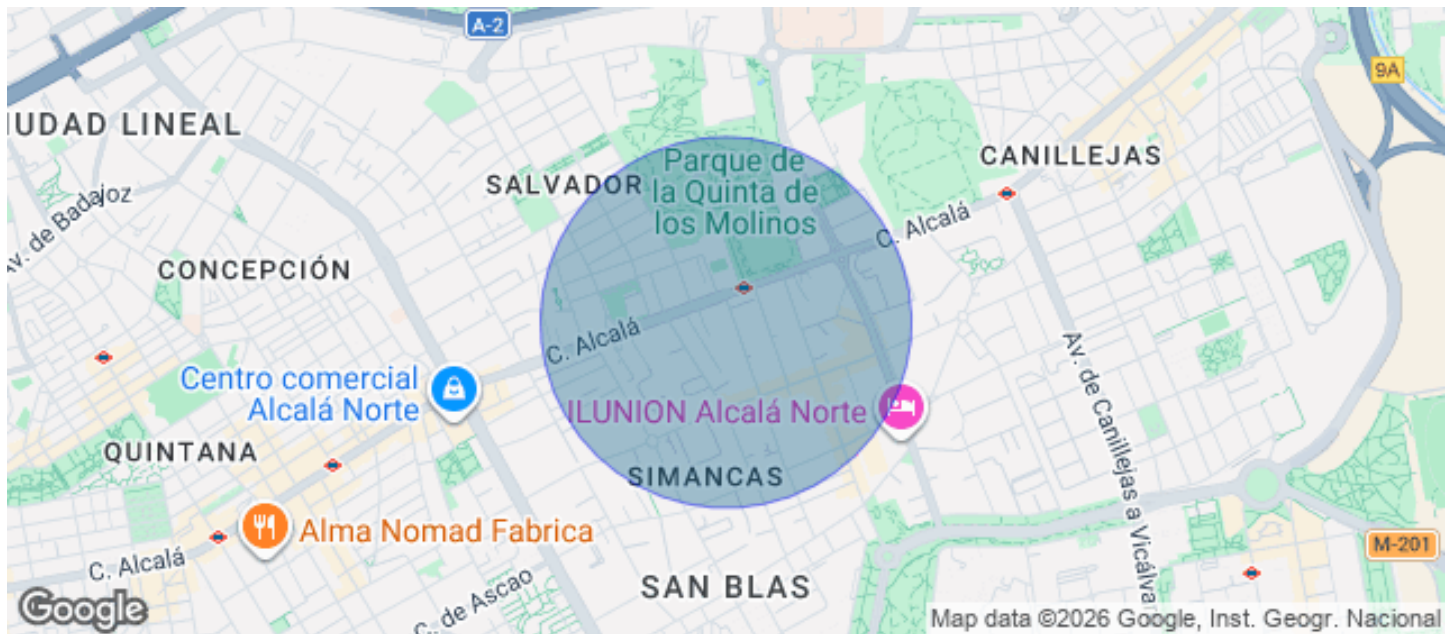 A-2
9A
IUDAD LINEAL
Av. de Badajoz
SALVADOR
Parque de
la Quinta de
los Molinos
CANILLEJAS
C. Alcalá
CONCEPCIÓN
C. Alcalá
Centro comercial
Alcalá Norte
ILUNION Alcalá Norte
Av. de Canillejas a Vicálvar
QUINTANA
SIMANCAS
Alma Nomad Fabrica
M-201
C. Alcalá
C. de Ascao
SAN BLAS
Google
Map data ©2026 Google, Inst. Geogr. Nacional